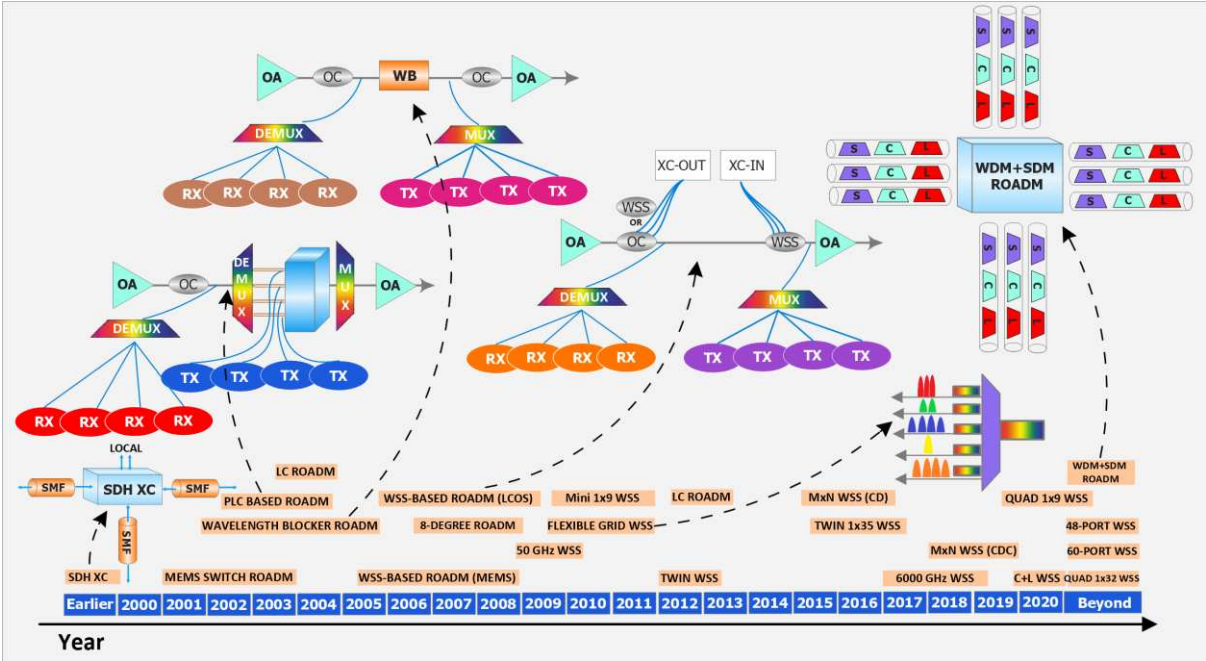 OA
OC
WB
OC
OA
DEMUX
MUX
RX RX RX RX
TX TX TX TX
S S S
C C C
L L L
S C L
S C L
S C L
WDM+SDM
ROADM
S C L
S C L
S C L
S S S
C C C
L L L
XC-OUT
XC-IN
WSS
OR
OC
WSS
OA
OA
DEMUX
MUX
RX RX RX RX
TX TX TX TX
OA
OC
DE
M
U
X
M
U
X
OA
DEMUX
TX TX TX TX
RX RX RX RX
LOCAL
SMF
SDH XC
SMF
SMF
LC ROADM
PLC BASED ROADM
WSS-BASED ROADM (LCOS)
Mini 1x9 WSS
LC ROADM
MxN WSS (CD)
QUAD 1x9 WSS
WDM+SDM
ROADM
WAVELENGTH BLOCKER ROADM
8-DEGREE ROADM
FLEXIBLE GRID WSS
TWIN 1x35 WSS
48-PORT WSS
50 GHz WSS
MxN WSS (CDC)
60-PORT WSS
SDH XC
MEMS SWITCH ROADM
WSS-BASED ROADM (MEMS)
TWIN WSS
6000 GHz WSS
C+L WSS
QUAD 1x32 WSS
Earlier 2000 2001 2002 2003 2004 2005 2006 2007 2008 2009 2010 2011 2012 2013 2014 2015 2016 2017 2018 2019 2020 Beyond
Year